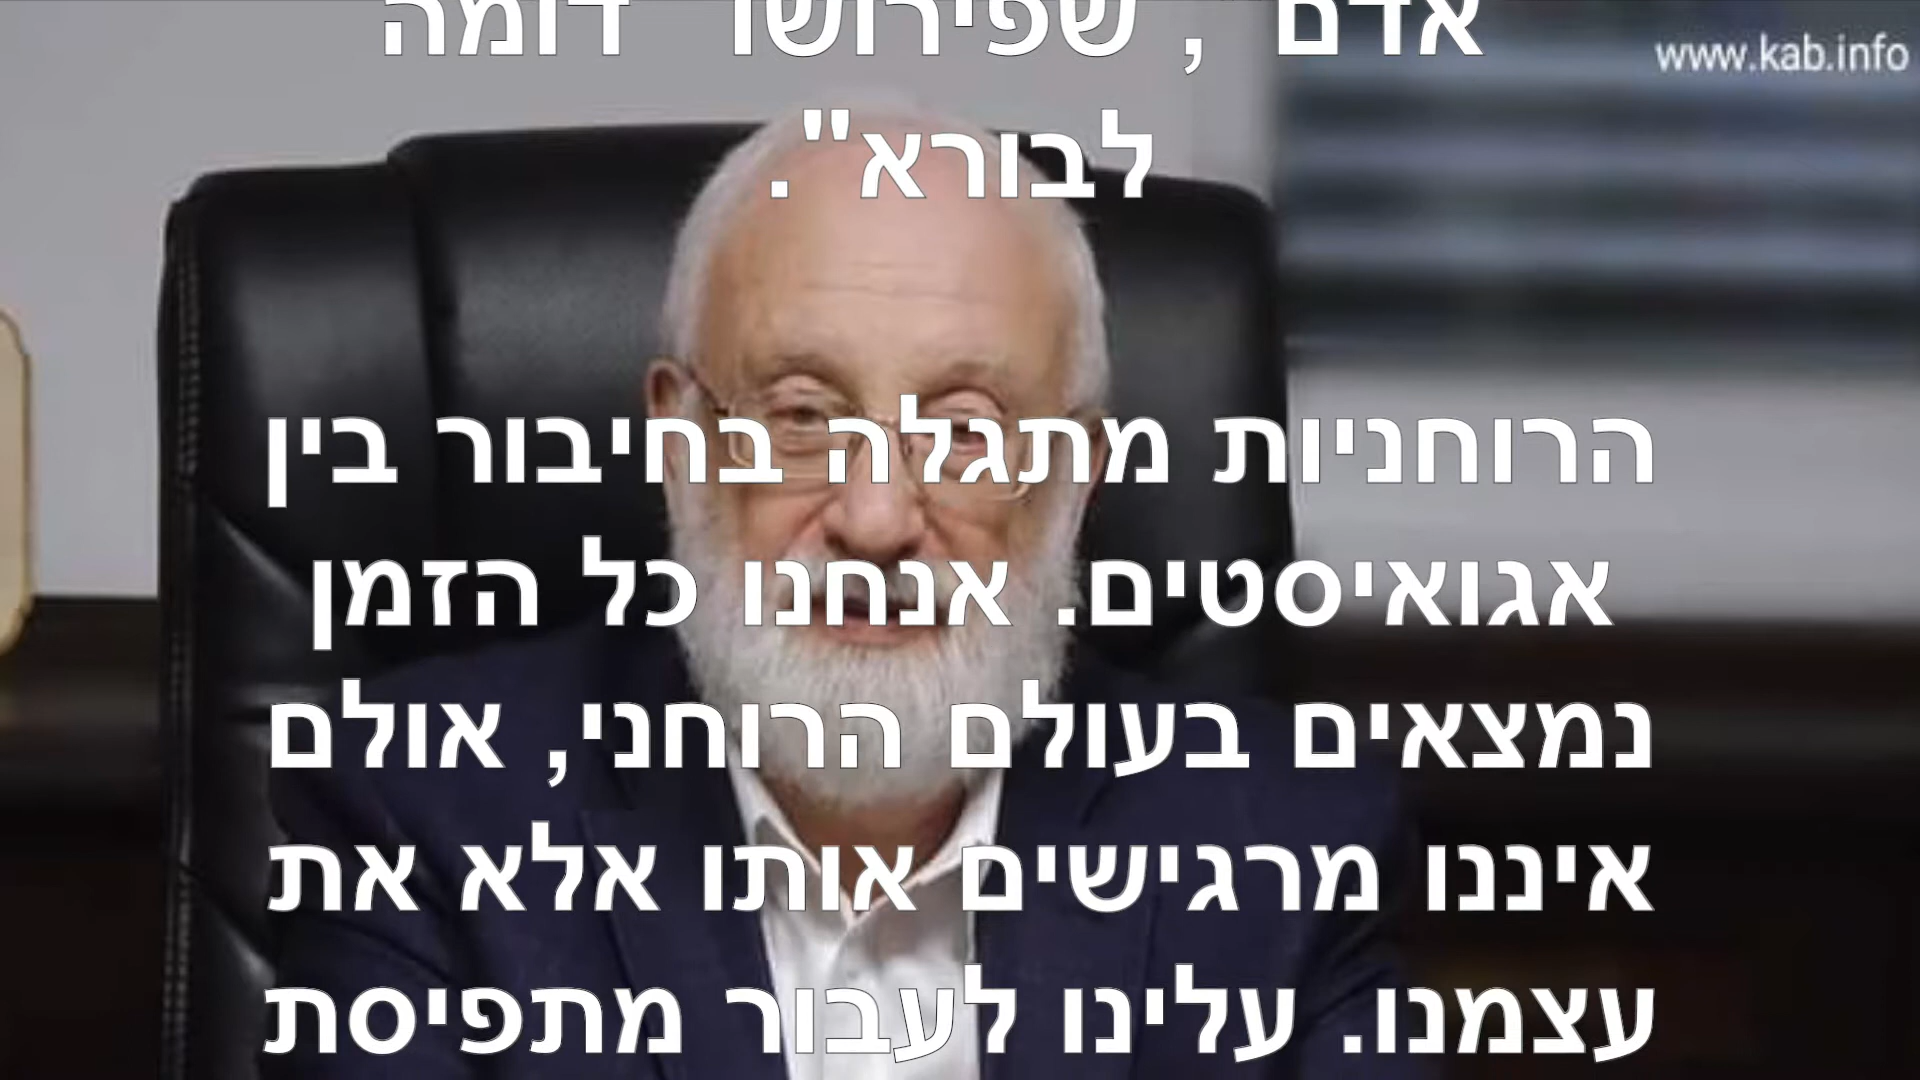 www.kab.info
אדם", שפירושו "דומה
לבורא".
הרוחניות מתגלה בחיבור בין
אגואיסטים. אנחנו כל הזמן
נמצאים בעולם הרוחני, אולם
איננו מרגישים אותו אלא את
עצמנו. עלינו לעבור מתפיסת